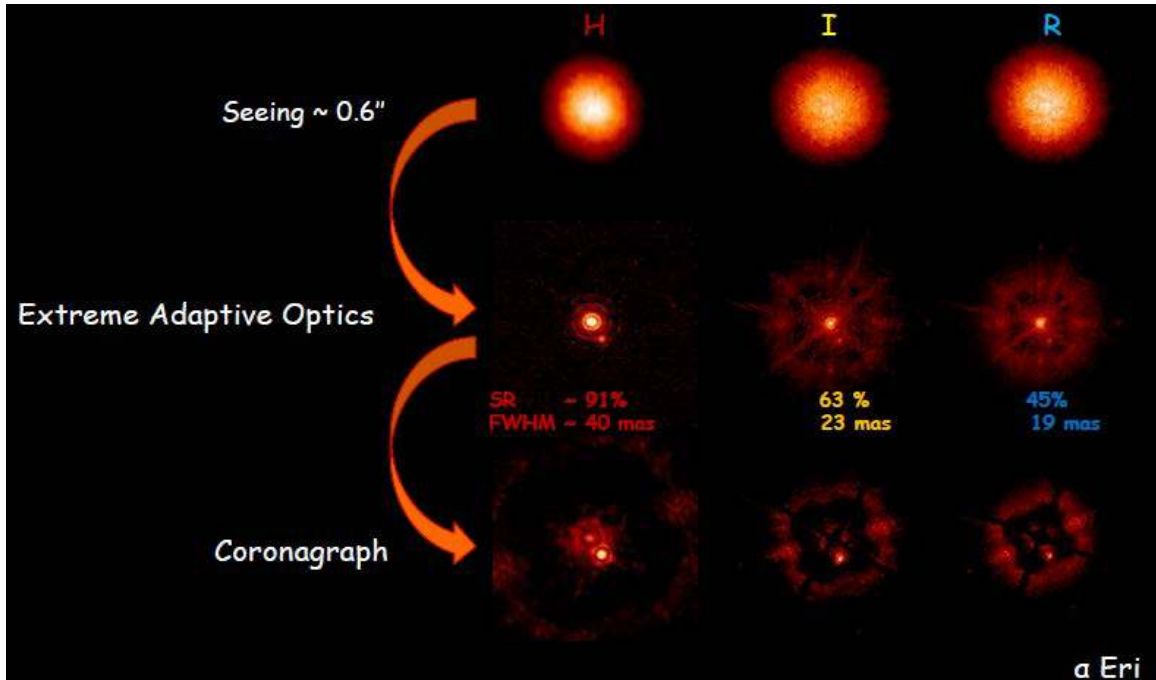 H I R
Seeing ~ 0.6"
Extreme Adaptive Optics
SR ~ 91% 63 % 45%
FWHM ~ 40 mas 23 mas 19 mas
Coronagraph
α Eri